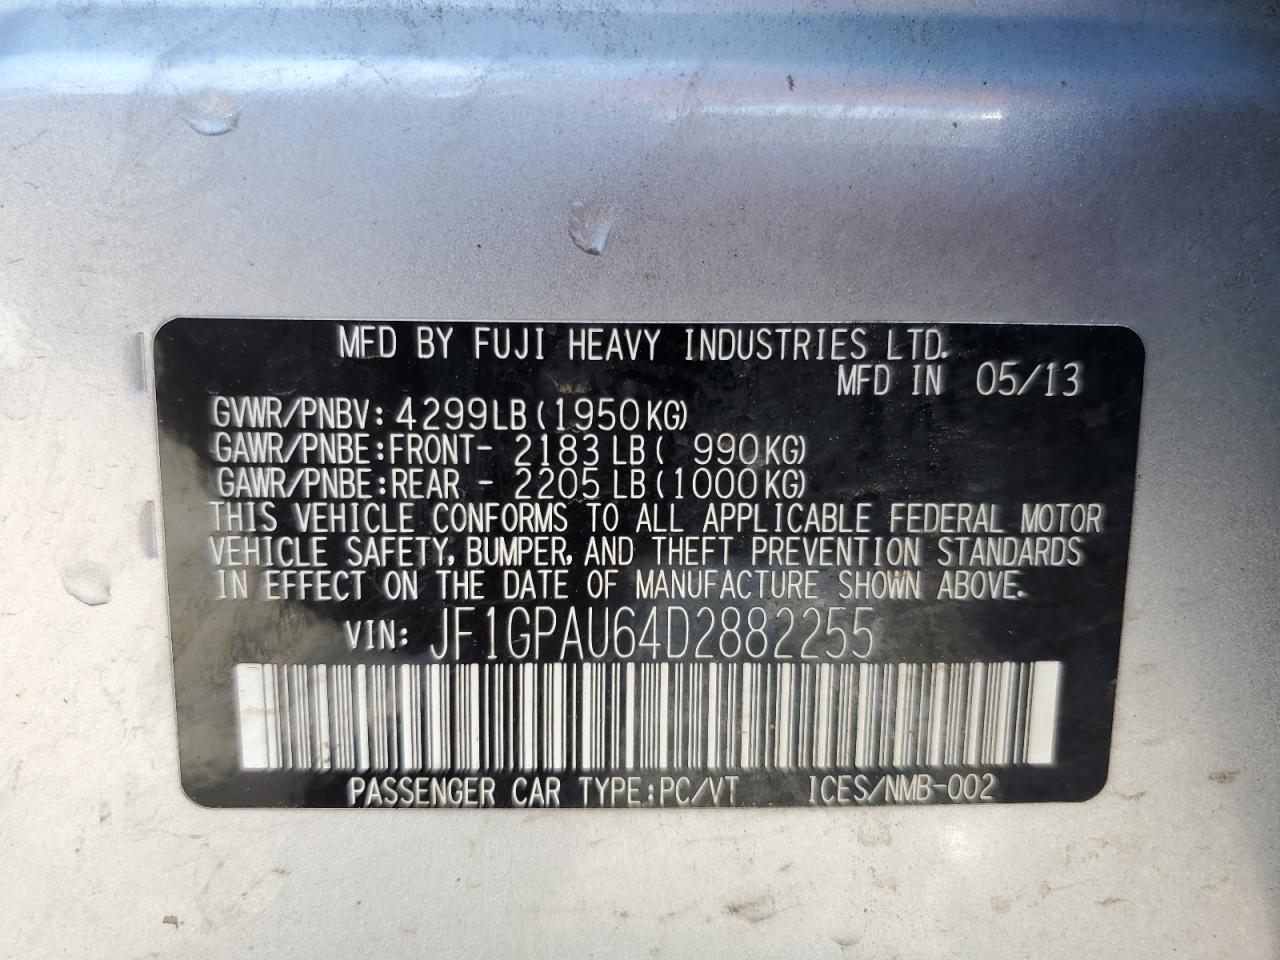 MFD BY FUJI HEAVY INDUSTRIES LTD.
MFD IN 05/13
GVWR/PNBV: 4299LB (1950KG)
GAWR/PNBE: FRONT- 2183 LB ( 990KG)
GAWR/PNBE: REAR - 2205 LB (1000KG)
THIS VEHICLE CONFORMS TO ALL APPLICABLE FEDERAL MOTOR
VEHICLE SAFETY, BUMPER, AND THEFT PREVENTION STANDARDS
IN EFFECT ON THE DATE OF MANUFACTURE SHOWN ABOVE.
VIN: JF1GPAU64D2882255
PASSENGER CAR TYPE: PC/VT ICES/NMB-002